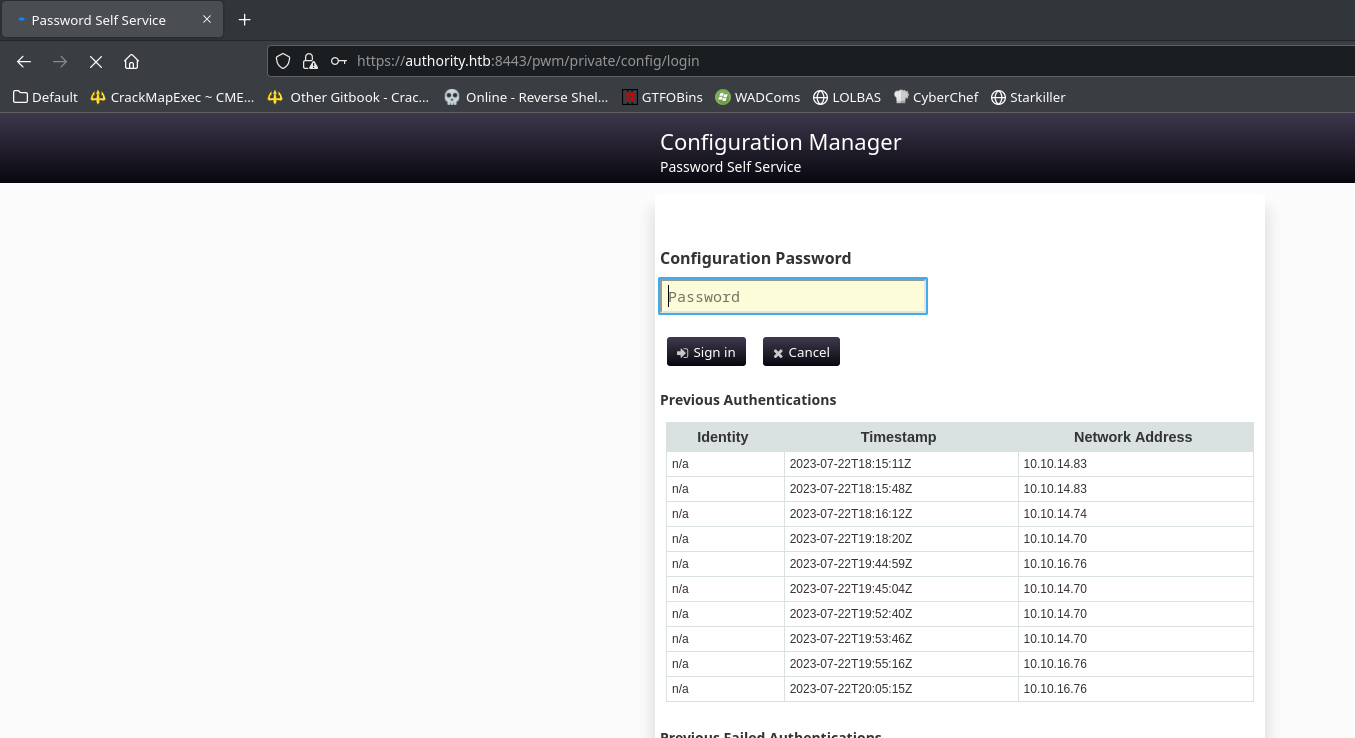 Password Self Service
https://authority.htb:8443/pwm/private/config/login
Default CrackMapExec ~ CME... Other Gitbook - Crac... Online - Reverse Shel... GTFOBins WADComs LOLBAS CyberChef Starkiller
Configuration Manager
Password Self Service
Configuration Password
Password
Sign in Cancel
Previous Authentications
Identity Timestamp Network Address
n/a 2023-07-22T18:15:11Z 10.10.14.83
n/a 2023-07-22T18:15:48Z 10.10.14.83
n/a 2023-07-22T18:16:12Z 10.10.14.74
n/a 2023-07-22T19:18:20Z 10.10.14.70
n/a 2023-07-22T19:44:59Z 10.10.16.76
n/a 2023-07-22T19:45:04Z 10.10.14.70
n/a 2023-07-22T19:52:40Z 10.10.14.70
n/a 2023-07-22T19:53:46Z 10.10.14.70
n/a 2023-07-22T19:55:16Z 10.10.16.76
n/a 2023-07-22T20:05:15Z 10.10.16.76
Previous Failed Authentications